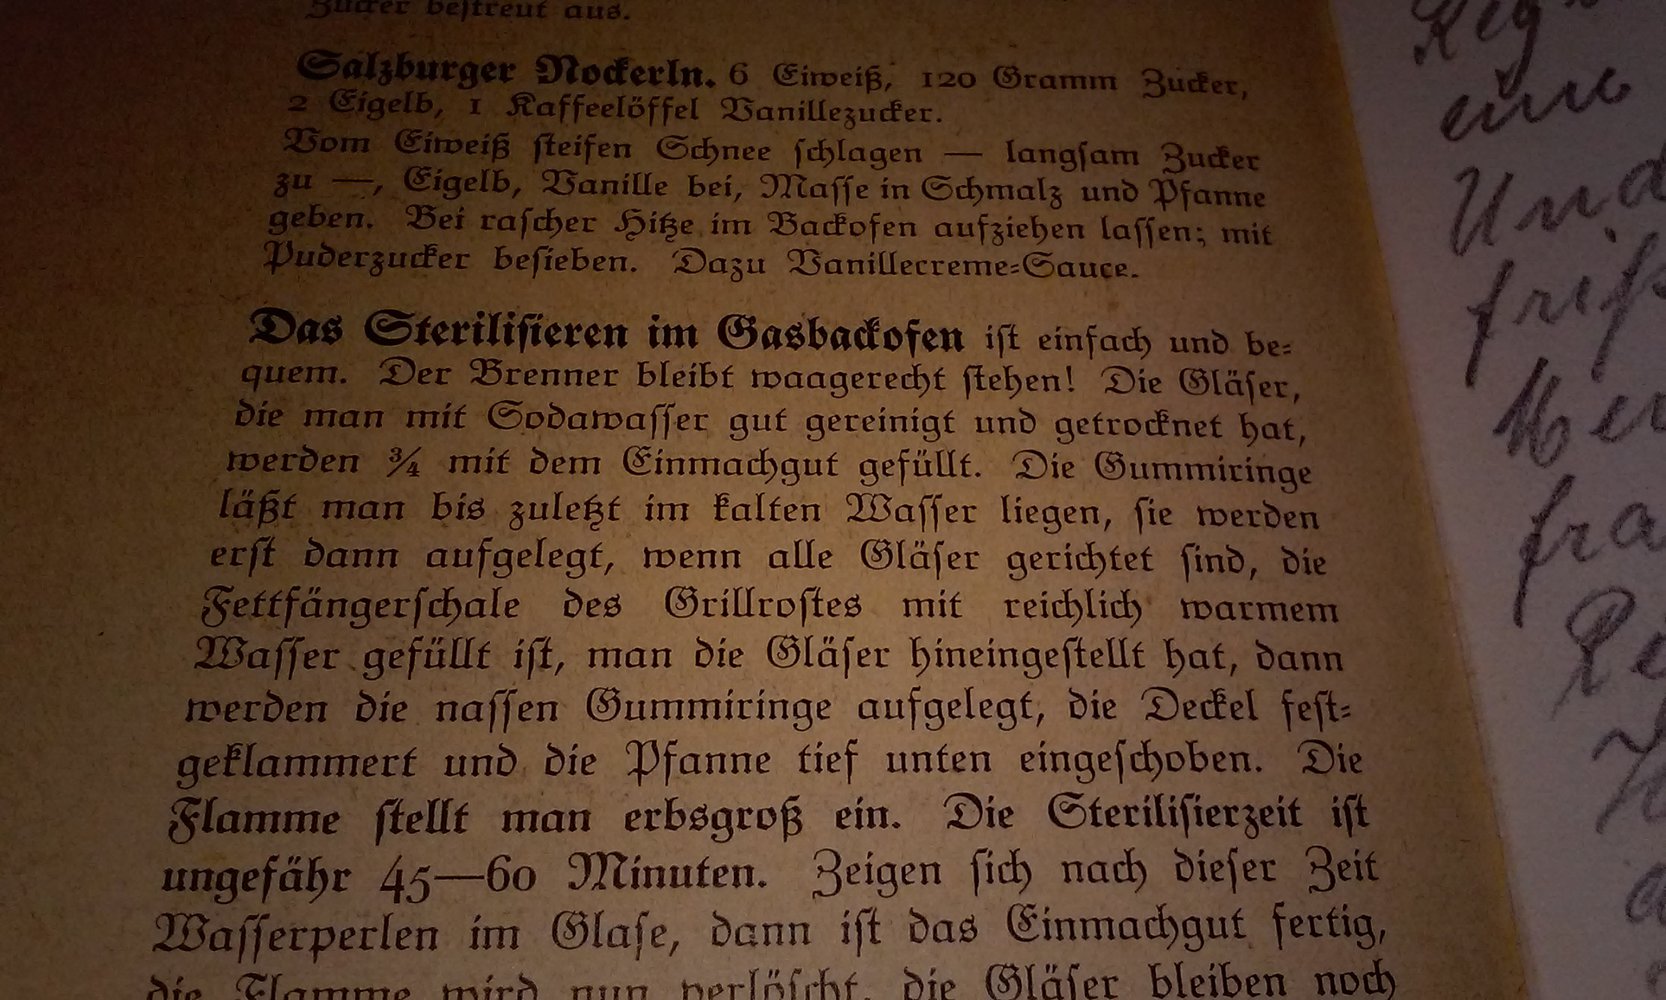 Zucker bestreut aus.
Salzburger Nockerln. 6 Eiweiß, 120 Gramm Zucker,
2 Eigelb, 1 Kaffeelöffel Vanillezucker.
Vom Eiweiß steifen Schnee schlagen — langsam Zucker
zu —, Eigelb, Vanille bei, Masse in Schmalz und Pfanne
geben. Bei rascher Hitze im Backofen aufziehen lassen; mit
Puderzucker besieben. Dazu Vanillecreme-Sauce.
Das Sterilisieren im Gasbackofen ist einfach und be-
quem. Der Brenner bleibt waagerecht stehen! Die Gläser,
die man mit Sodawasser gut gereinigt und getrocknet hat,
werden ¾ mit dem Einmachgut gefüllt. Die Gummiringe
läßt man bis zuletzt im kalten Wasser liegen, sie werden
erst dann aufgelegt, wenn alle Gläser gerichtet sind, die
Fettfängerschale des Grillrostes mit reichlich warmem
Wasser gefüllt ist, man die Gläser hineingestellt hat, dann
werden die nassen Gummiringe aufgelegt, die Deckel fest-
geklammert und die Pfanne tief unten eingeschoben. Die
Flamme stellt man erbsgroß ein. Die Sterilisierzeit ist
ungefähr 45—60 Minuten. Zeigen sich nach dieser Zeit
Wasserperlen im Glase, dann ist das Einmachgut fertig,
die Flamme wird nun verlöscht, die Gläser bleiben noch